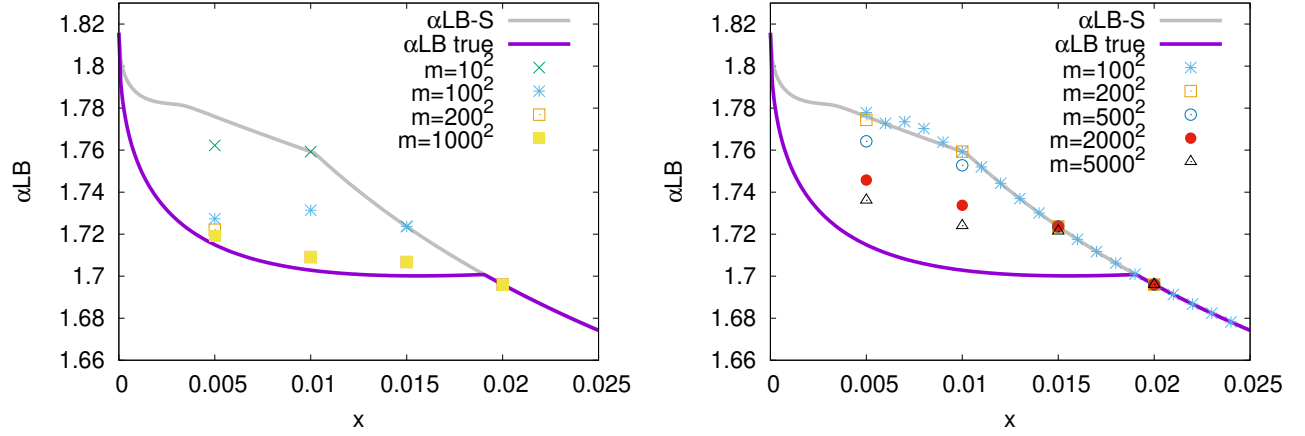 1.82
1.8
1.78
1.76
1.74
1.72
1.7
1.68
1.66
αLB
0
0.005
0.01
0.015
0.02
0.025
x
αLB-S
αLB true
m=10²
m=100²
m=200²
m=1000²
1.82
1.8
1.78
1.76
1.74
1.72
1.7
1.68
1.66
αLB
0
0.005
0.01
0.015
0.02
0.025
x
αLB-S
αLB true
m=100²
m=200²
m=500²
m=2000²
m=5000²